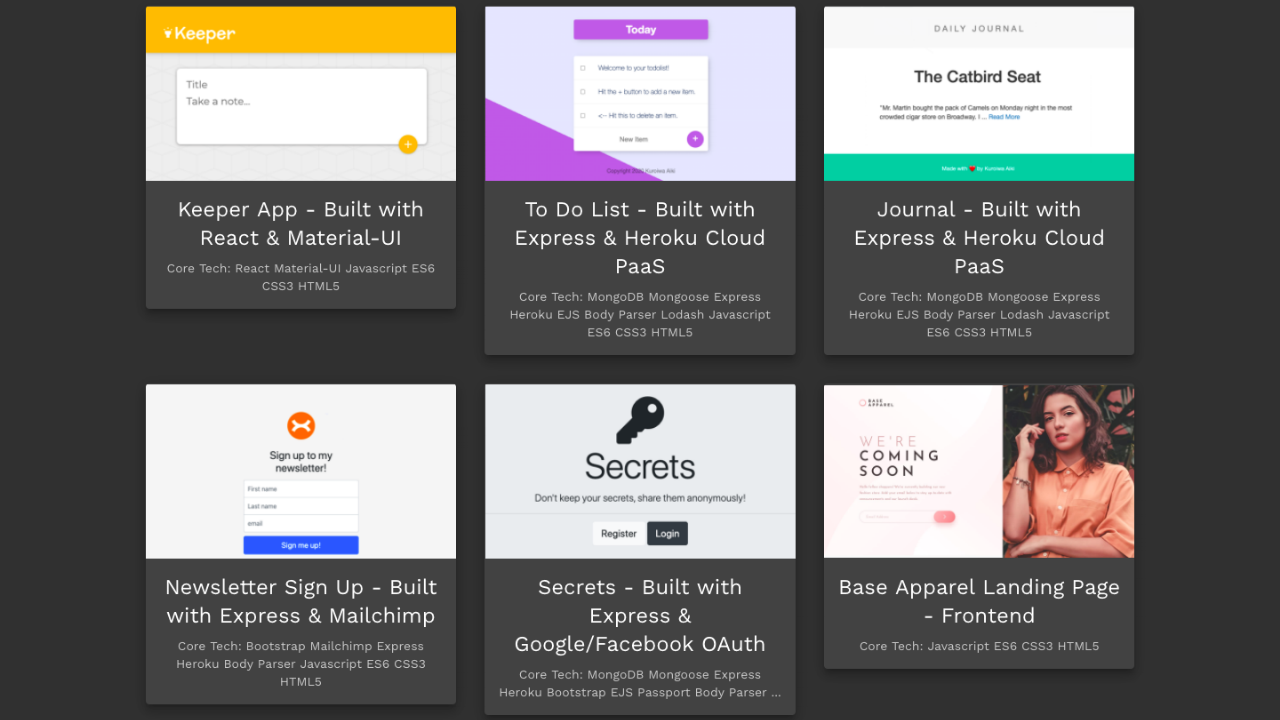 Keeper
Title
Take a note...
Keeper App - Built with
React & Material-UI
Core Tech: React Material-UI Javascript ES6
CSS3 HTML5
Today
Welcome to your todolist!
Hit the + button to add a new item.
<-- Hit this to delete an item.
New Item
+
To Do List - Built with
Express & Heroku Cloud
PaaS
Core Tech: MongoDB Mongoose Express
Heroku EJS Body Parser Lodash Javascript
ES6 CSS3 HTML5
DAILY JOURNAL
The Catbird Seat
"Mr. Martin bought the pack of Camels on Monday night in the most
crowded cigar store on Broadway. I ... Read More
Made with ❤ by Kurowa Aiki
Journal - Built with
Express & Heroku Cloud
PaaS
Core Tech: MongoDB Mongoose Express
Heroku EJS Body Parser Lodash Javascript
ES6 CSS3 HTML5
Sign up to my
newsletter!
First name
Last name
email
Sign me up!
Newsletter Sign Up - Built
with Express & Mailchimp
Core Tech: Bootstrap Mailchimp Express
Heroku Body Parser Javascript ES6 CSS3
HTML5
Secrets
Don't keep your secrets, share them anonymously!
Register Login
Secrets - Built with
Express &
Google/Facebook OAuth
Core Tech: MongoDB Mongoose Express
Heroku Bootstrap EJS Passport Body Parser ...
BASE
APPAREL
WE'RE
COMING
SOON
Base Apparel Landing Page
- Frontend
Core Tech: Javascript ES6 CSS3 HTML5